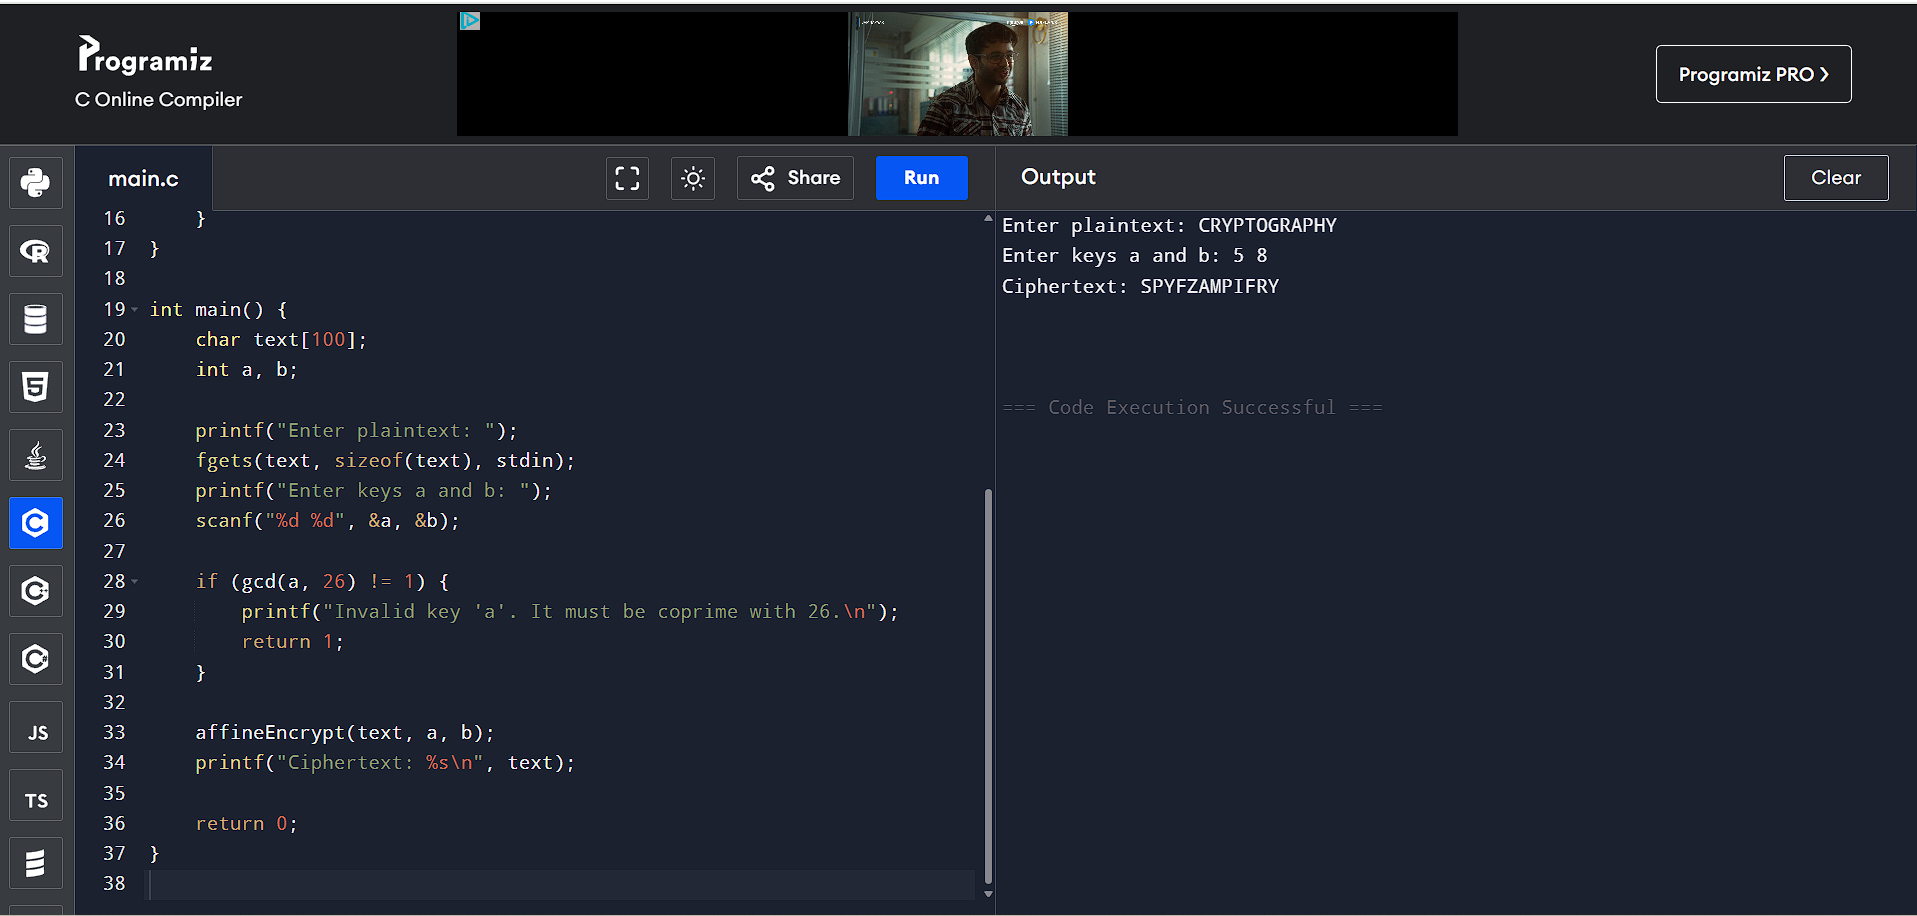 Programiz
C Online Compiler
Programiz PRO ❯
main.c
Share
Run
Output
Clear
16     }
17 }
18
19 int main() {
20     char text[100];
21     int a, b;
22
23     printf("Enter plaintext: ");
24     fgets(text, sizeof(text), stdin);
25     printf("Enter keys a and b: ");
26     scanf("%d %d", &a, &b);
27
28     if (gcd(a, 26) != 1) {
29         printf("Invalid key 'a'. It must be coprime with 26.\n");
30         return 1;
31     }
32
33     affineEncrypt(text, a, b);
34     printf("Ciphertext: %s\n", text);
35
36     return 0;
37 }
38
Enter plaintext: CRYPTOGRAPHY
Enter keys a and b: 5 8
Ciphertext: SPYFZAMPIFRY
=== Code Execution Successful ===
R
5
C
C++
C#
JS
TS